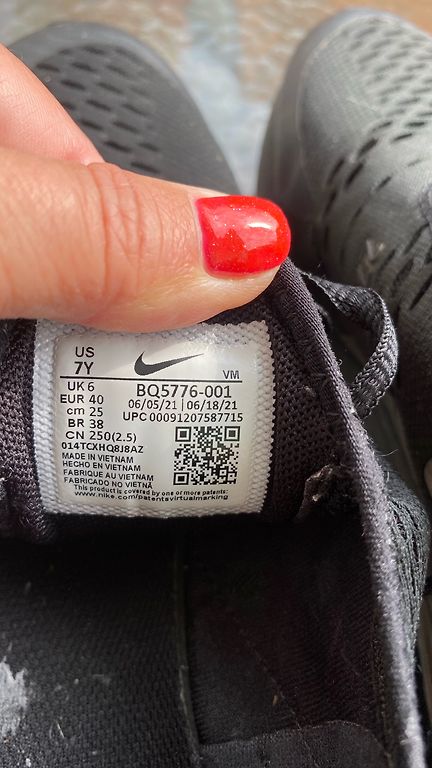 US
7Y
VM
UK 6
BQ5776-001
EUR 40
06/05/21 | 06/18/21
cm 25
UPC 00091207587715
BR 38
CN 250(2.5)
014TCXHQ8J8AZ
MADE IN VIETNAM
HECHO EN VIETNAM
FABRIQUE AU VIETNAM
FABRICADO NO VIETNÃ
This product is covered by one or more patents:
www.nike.com/patentsvirtualmarking